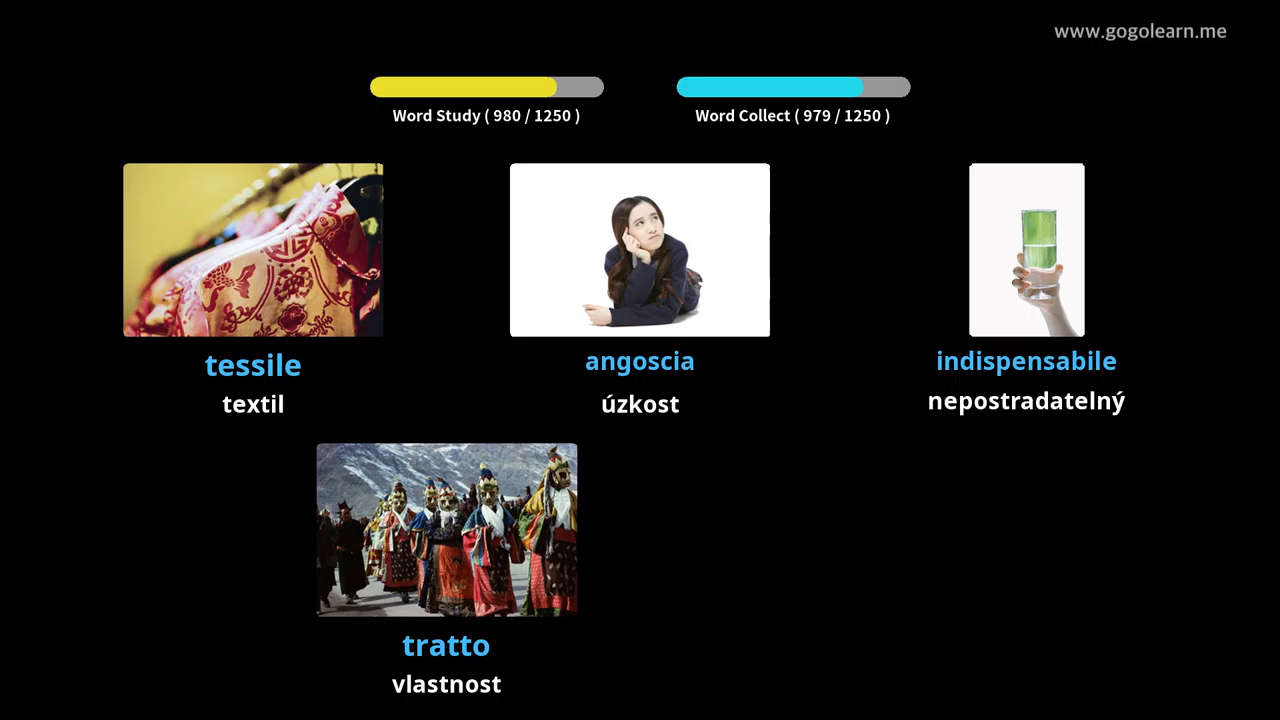 www.gogolearn.me
Word Study ( 980 / 1250 )
Word Collect ( 979 / 1250 )
tessile
textil
angoscia
úzkost
indispensabile
nepostradatelný
tratto
vlastnost